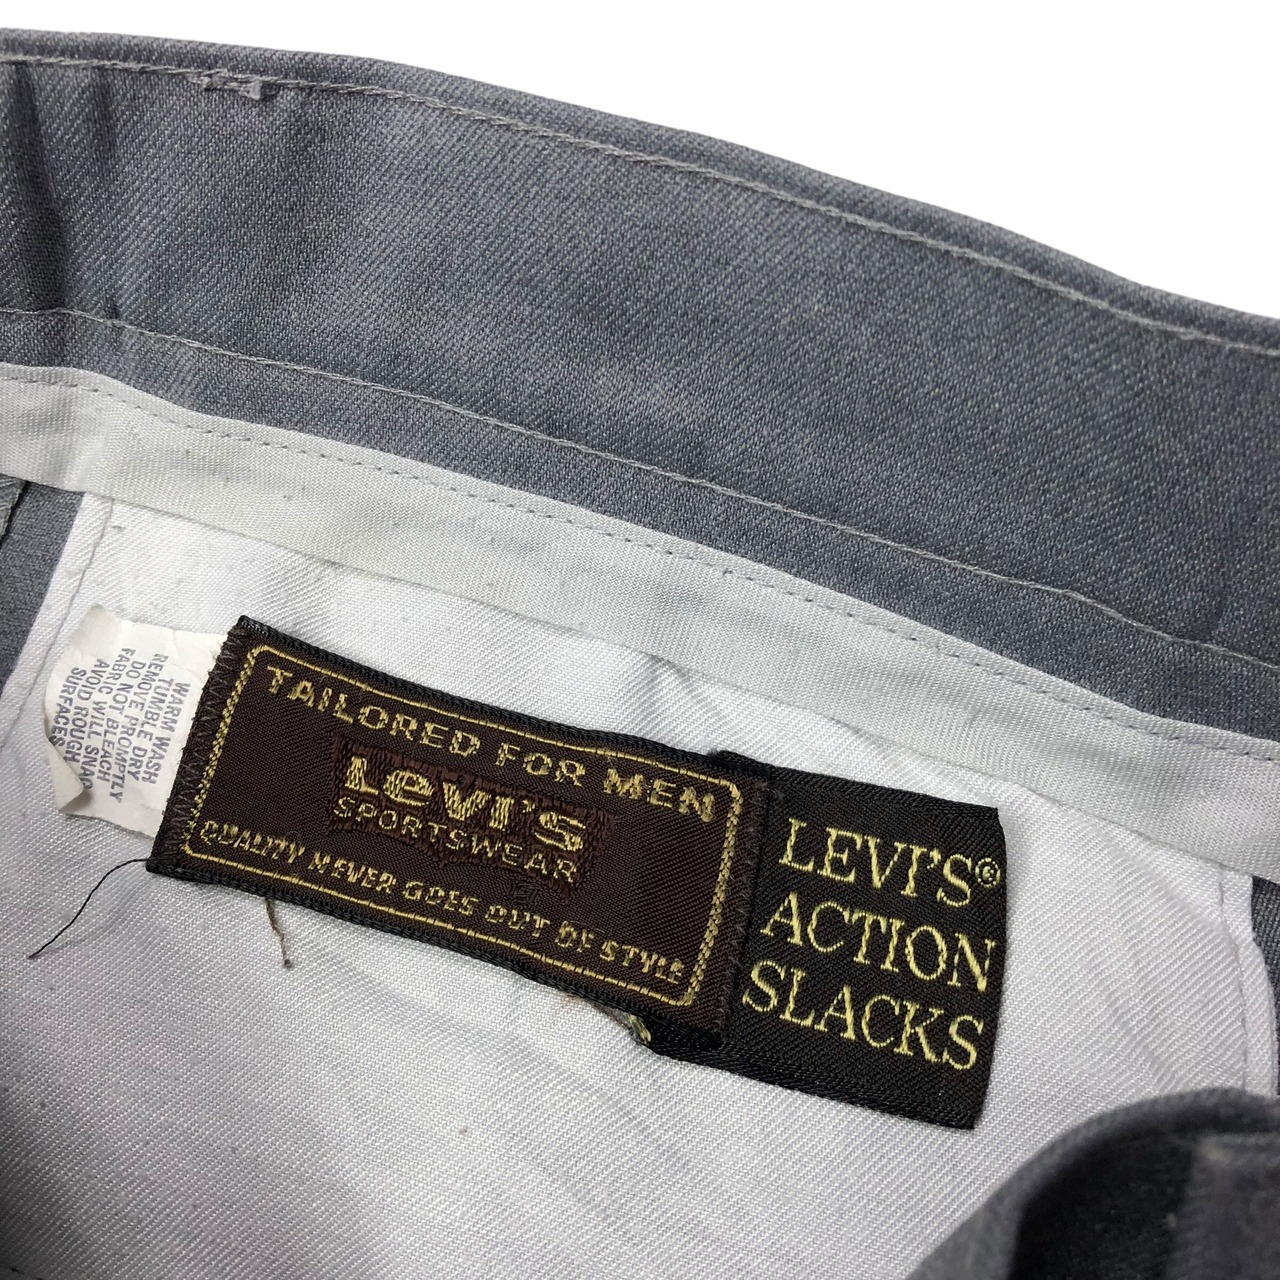 WARM WASH
TUMBLE DRY
REMOVE PROMPTLY
DO NOT BLEACH
FABRIC WILL SNAG
AVOID ROUGH
SURFACES
TAILORED FOR MEN
LEVI'S
SPORTSWEAR
QUALITY NEVER GOES OUT OF STYLE
LEVI'S®
ACTION
SLACKS